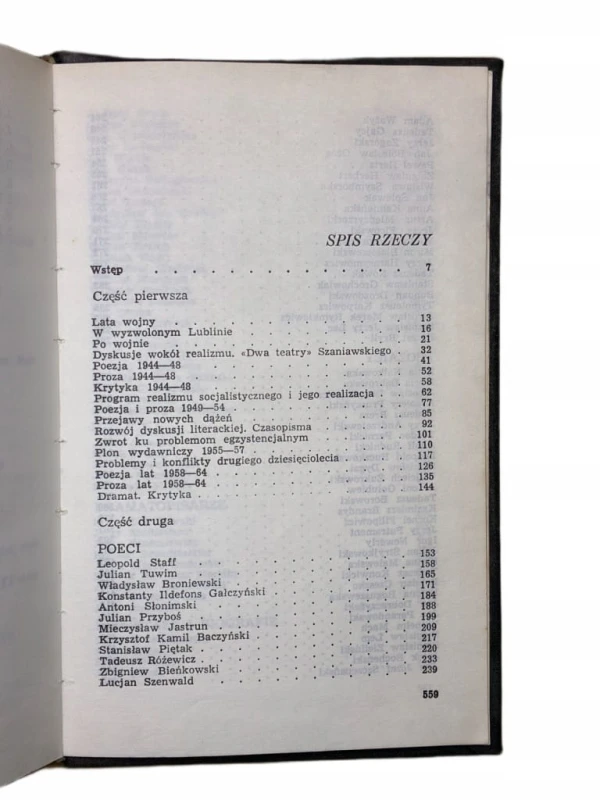 SPIS RZECZY
Wstęp . . . . . . . . . . . . . . 7
Część pierwsza
Lata wojny . . . . . . . . . . . . . 13
W wyzwolonym Lublinie . . . . . . . . . 16
Po wojnie . . . . . . . . . . . . . 21
Dyskusje wokół realizmu. «Dwa teatry» Szaniawskiego . 32
Poezja 1944—48 . . . . . . . . . . . 41
Proza 1944—48 . . . . . . . . . . . 52
Krytyka 1944—48 . . . . . . . . . . . 58
Program realizmu socjalistycznego i jego realizacja . . 62
Poezja i proza 1949—54 . . . . . . . . . 77
Przejawy nowych dążeń . . . . . . . . . 85
Rozwój dyskusji literackiej. Czasopisma . . . . . 92
Zwrot ku problemom egzystencjalnym . . . . . 101
Plon wydawniczy 1955—57 . . . . . . . . 110
Problemy i konflikty drugiego dziesięciolecia . . . . 117
Poezja lat 1958—64 . . . . . . . . . . 126
Proza lat 1958—64 . . . . . . . . . . 135
Dramat. Krytyka . . . . . . . . . . . 144
Część druga
POECI
Leopold Staff . . . . . . . . . . . . 153
Julian Tuwim . . . . . . . . . . . . 158
Władysław Broniewski . . . . . . . . . . 165
Konstanty Ildefons Gałczyński . . . . . . . 171
Antoni Słonimski . . . . . . . . . . . 184
Julian Przyboś . . . . . . . . . . . . 188
Mieczysław Jastrun . . . . . . . . . . 199
Krzysztof Kamil Baczyński . . . . . . . . 209
Stanisław Piętak . . . . . . . . . . . 217
Tadeusz Różewicz . . . . . . . . . . . 220
Zbigniew Bieńkowski . . . . . . . . . . 233
Lucjan Szenwald . . . . . . . . . . . 239
559